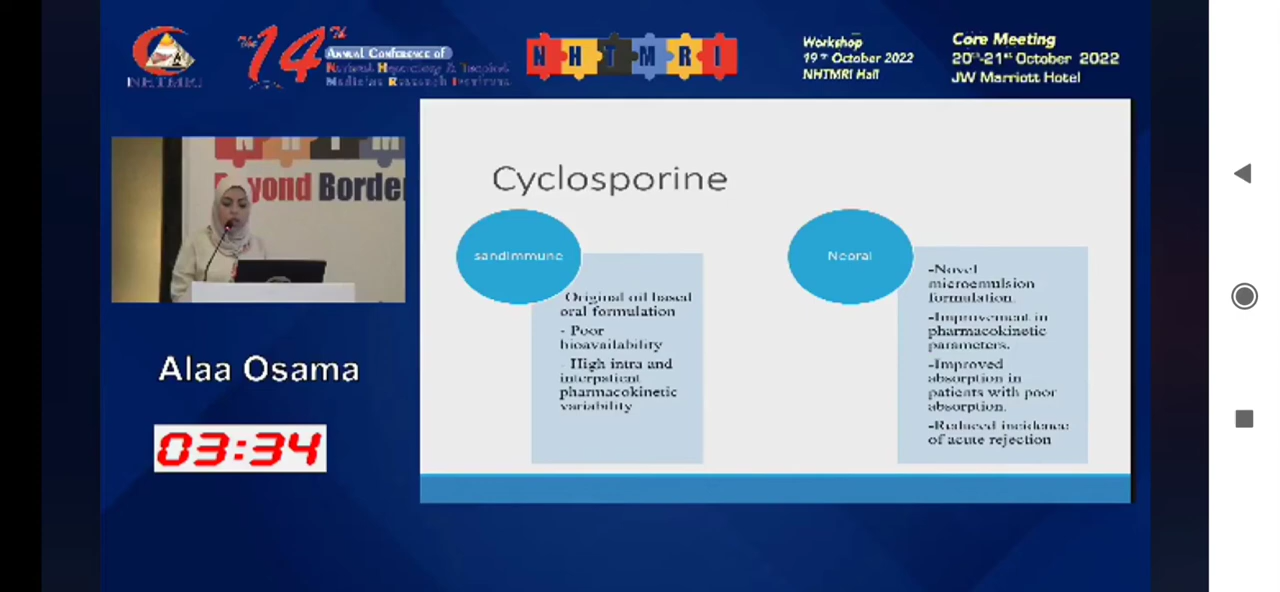 The 14th
Annual Conference of
National Hepatology & Tropical
Medicine Research Institute
NHTMRI
NHTMRI
Workshop
19th October 2022
NHTMRI Hall
Core Meeting
20th-21st October 2022
JW Marriott Hotel
NHTM
Beyond Border
Alaa Osama
03:34
Cyclosporine
sandImmune
Original oil based
oral formulation
- Poor
bioavailability
- High intra and
interpatient
pharmacokinetic
variability
Neoral
-Novel
microemulsion
formulation.
-Improvement in
pharmacokinetic
parameters.
-Improved
absorption in
patients with poor
absorption.
-Reduced incidence
of acute rejection